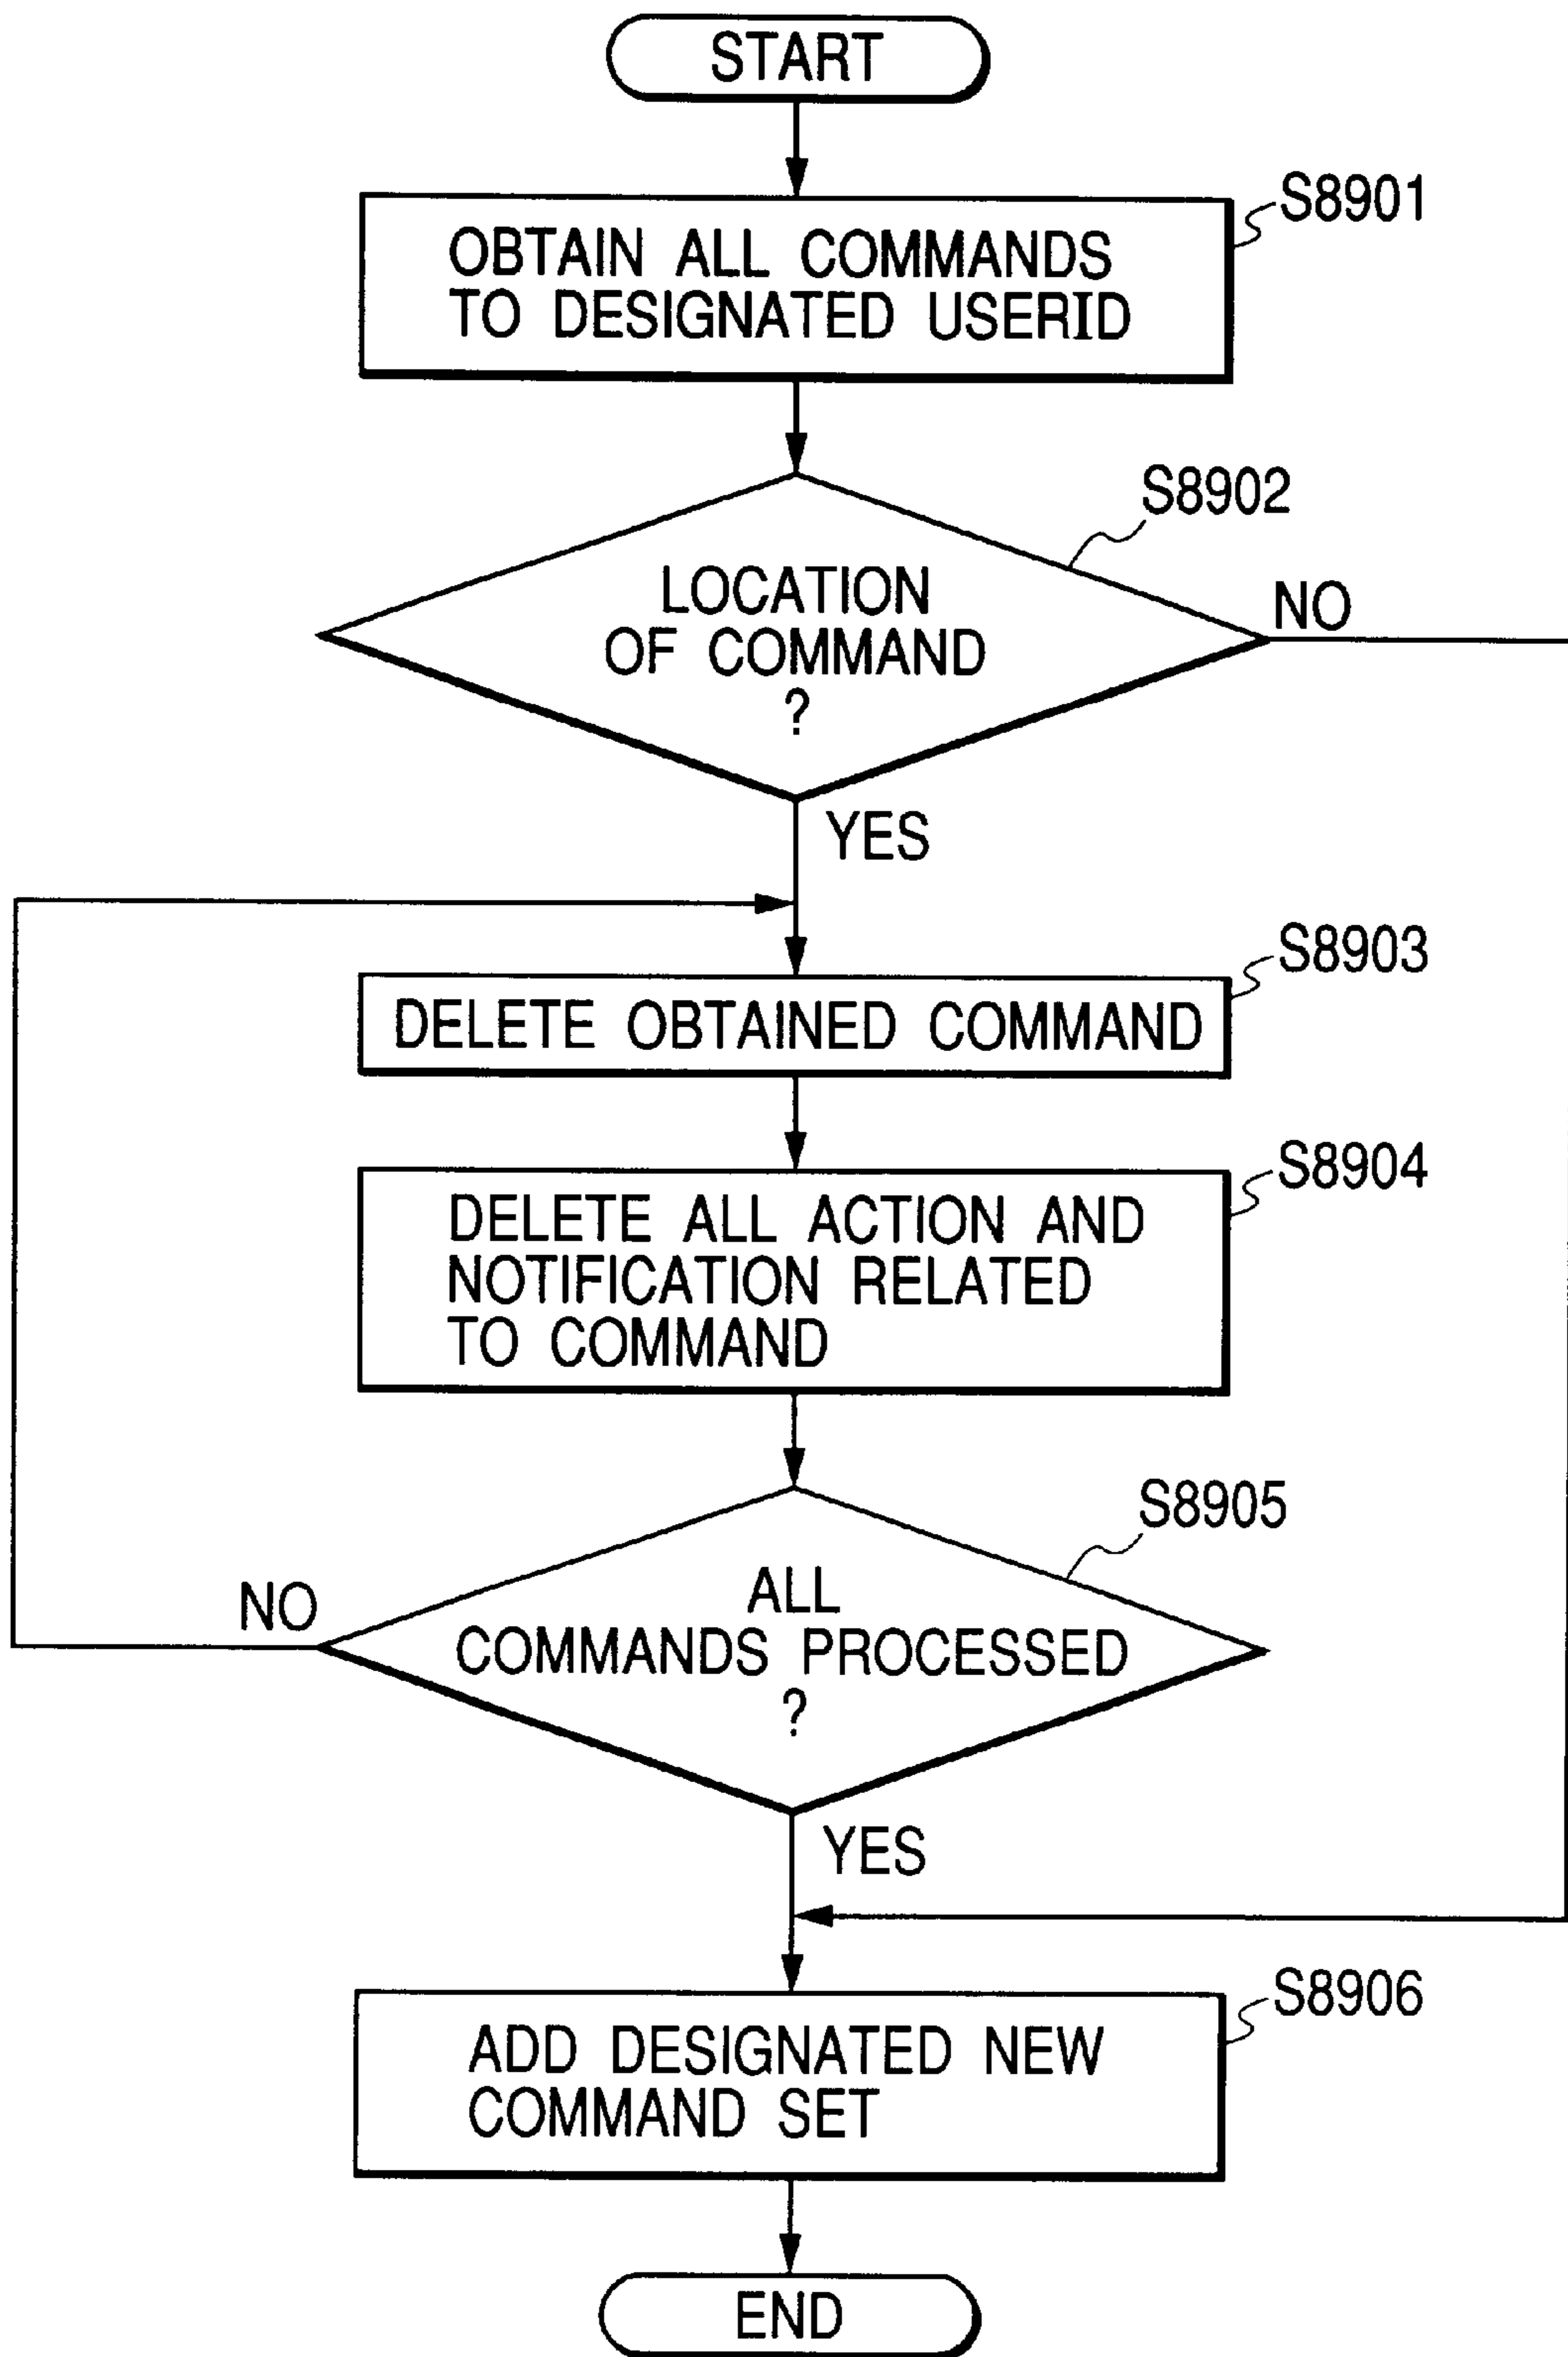 START
S8901
OBTAIN ALL COMMANDS
TO DESIGNATED USERID
S8902
LOCATION
OF COMMAND
?
NO
YES
S8903
DELETE OBTAINED COMMAND
S8904
DELETE ALL ACTION AND
NOTIFICATION RELATED
TO COMMAND
S8905
ALL
COMMANDS PROCESSED
?
NO
YES
S8906
ADD DESIGNATED NEW
COMMAND SET
END